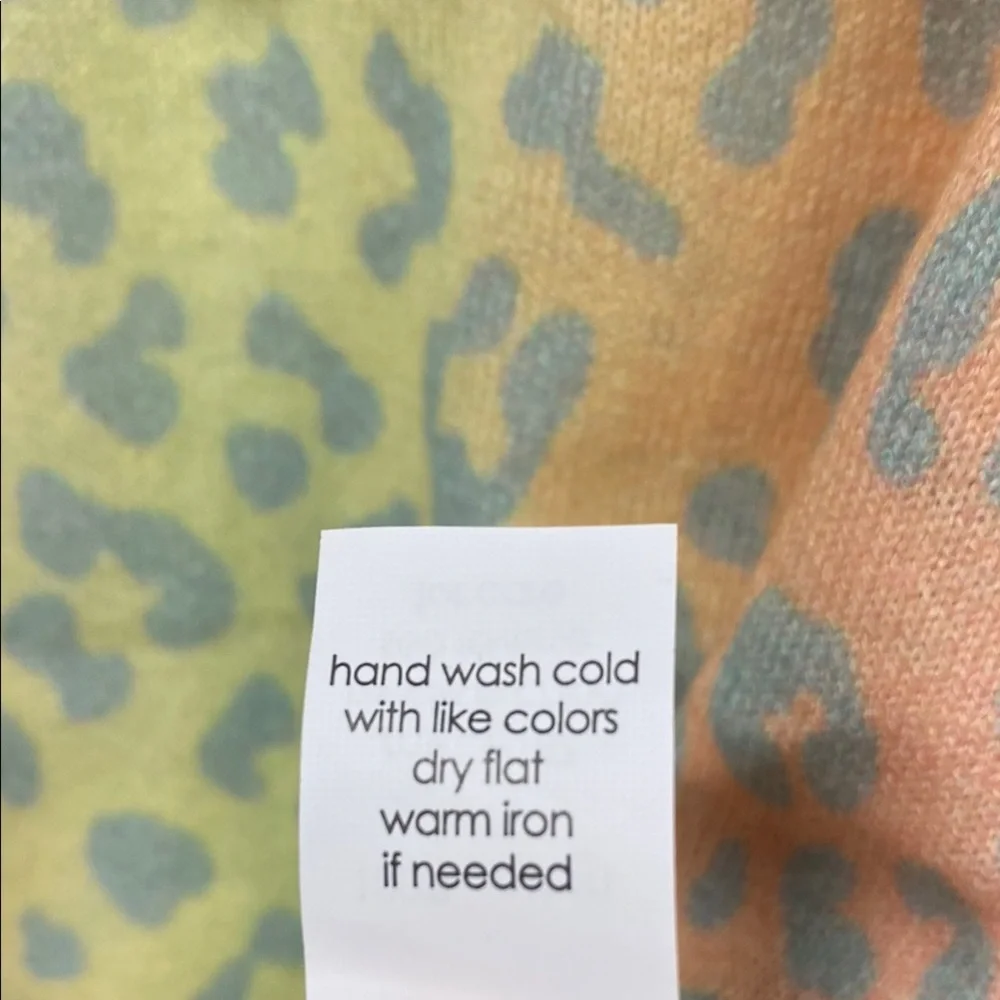 hand wash cold
with like colors
dry flat
warm iron
if needed